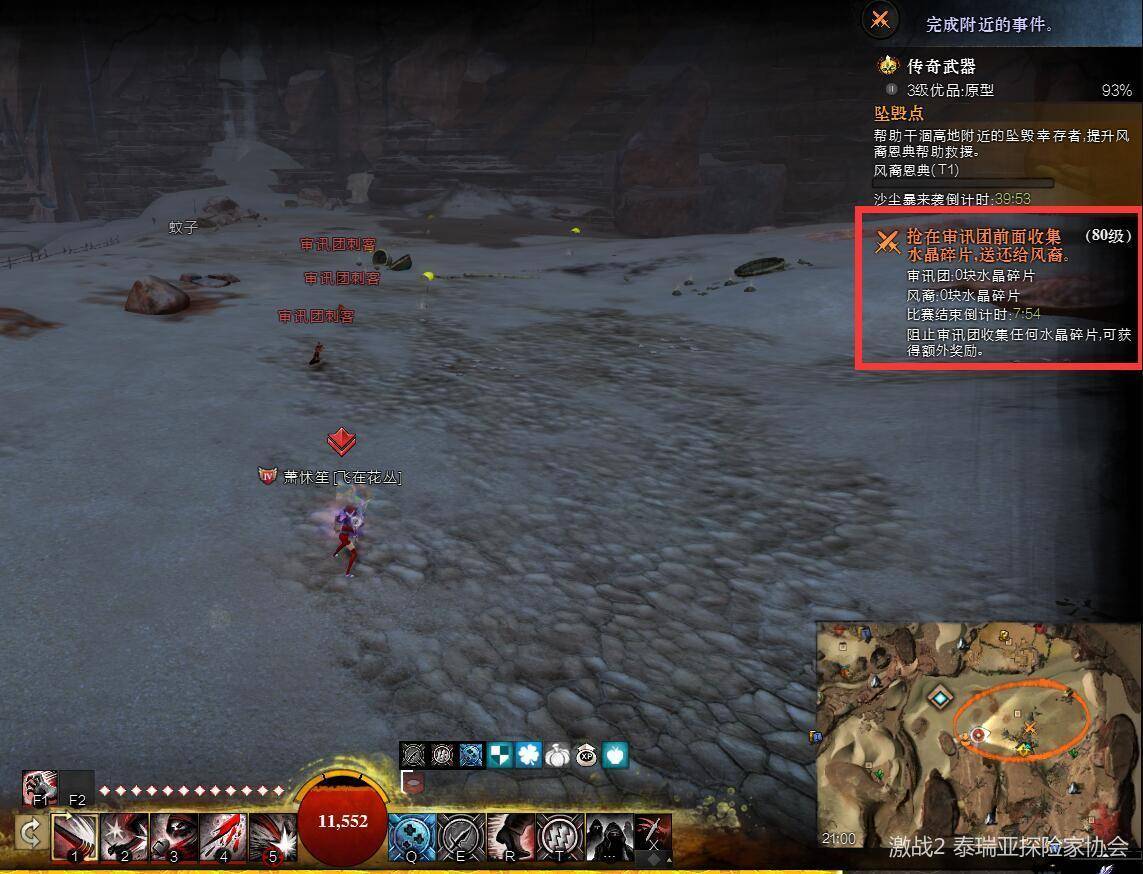 完成附近的事件。
传奇武器
3级优品:原型 93%
坠毁点
帮助干涸高地附近的坠毁幸存者,提升风
裔恩典帮助救援。
风裔恩典(T1)
沙尘暴来袭倒计时:39:53
抢在审讯团前面收集 (80级)
水晶碎片,送还给风裔。
审讯团:0块水晶碎片
风裔:0块水晶碎片
比赛结束倒计时:7:54
阻止审讯团收集任何水晶碎片,可获
得额外奖励。
蚊子
审讯团刺客
审讯团刺客
审讯团刺客
IV 萧怽笙 [飞在花丛]
XP
F1 F2
11,552
1 2 3 4 5 Q E R T ... X
21:00
激战2 泰瑞亚探险家协会